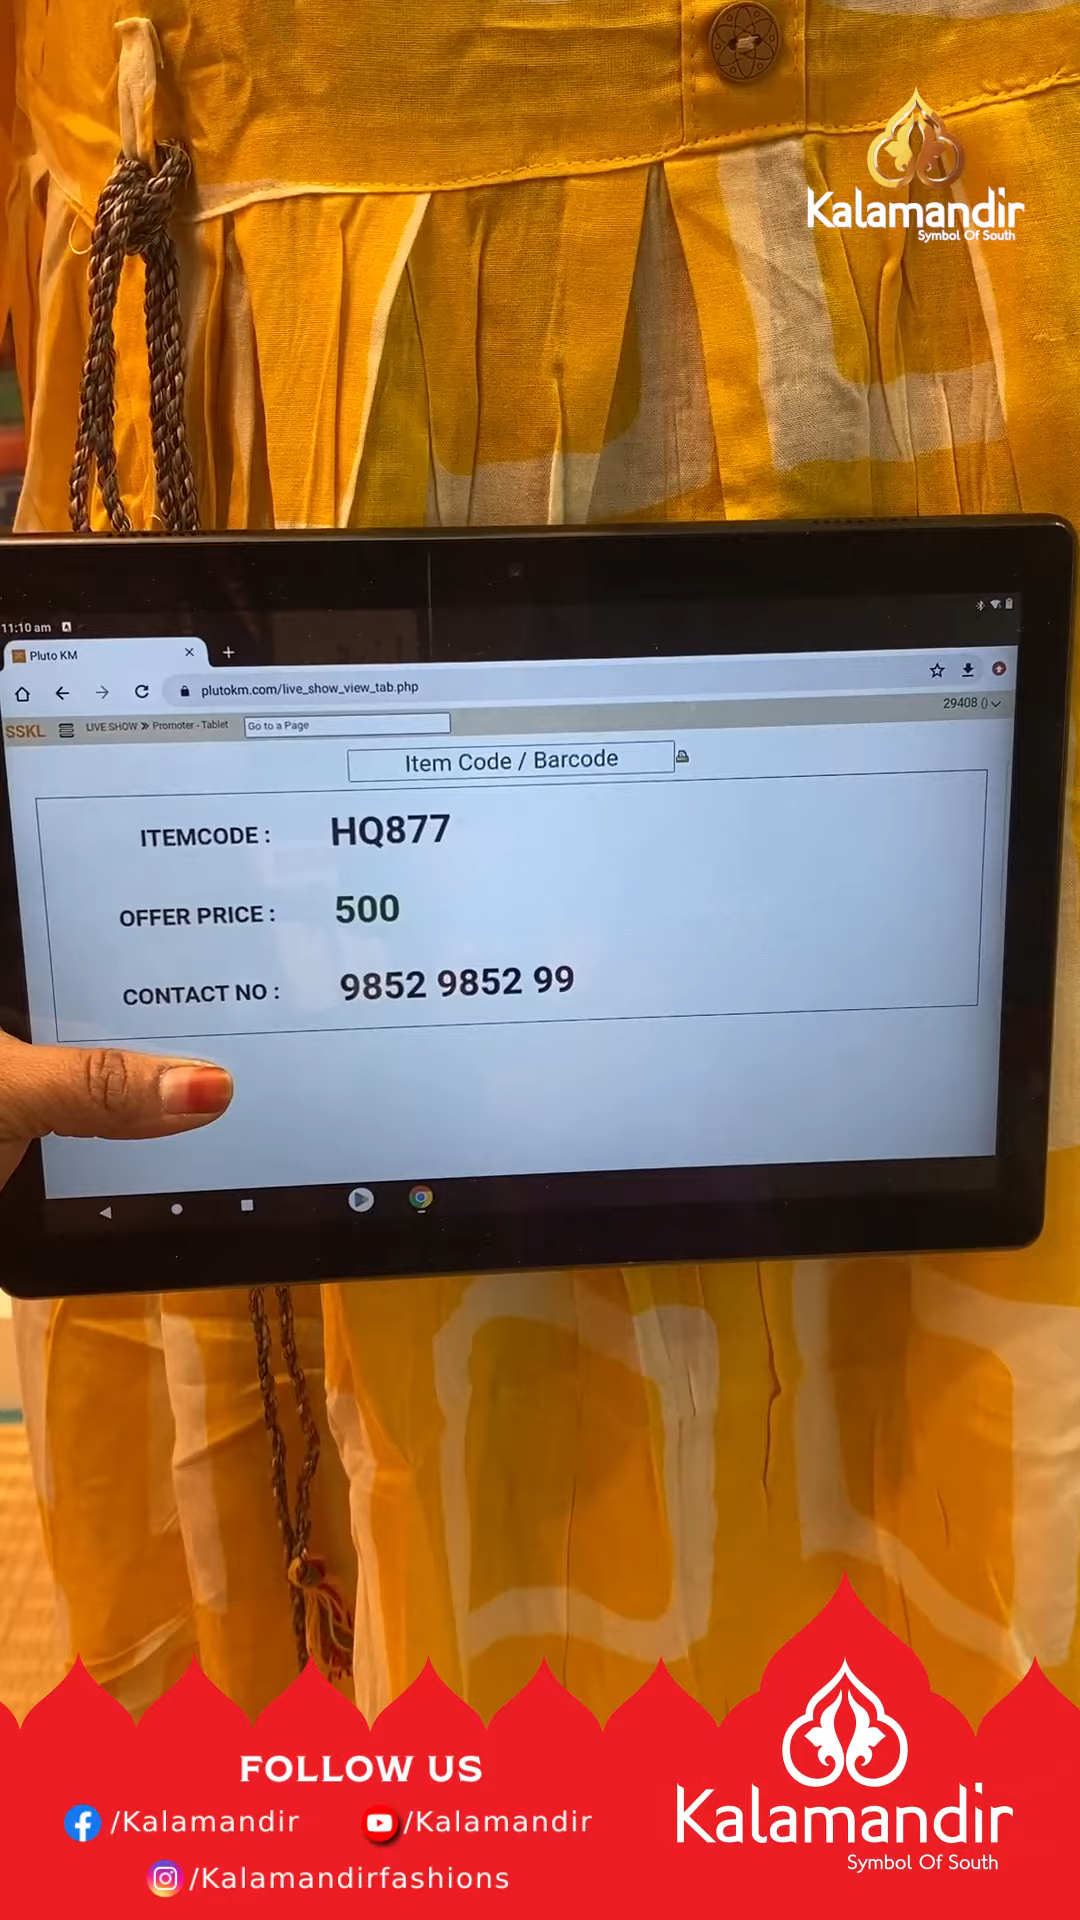 Kalamandir
Symbol Of South
11:10 am
Pluto KM
plutokm.com/live_show_view_tab.php
SSKL
LIVE SHOW >> Promoter - Tablet
Go to a Page
29408 ()
Item Code / Barcode
ITEMCODE : HQ877
OFFER PRICE : 500
CONTACT NO : 9852 9852 99
FOLLOW US
/Kalamandir /Kalamandir
/Kalamandirfashions
Kalamandir
Symbol Of South